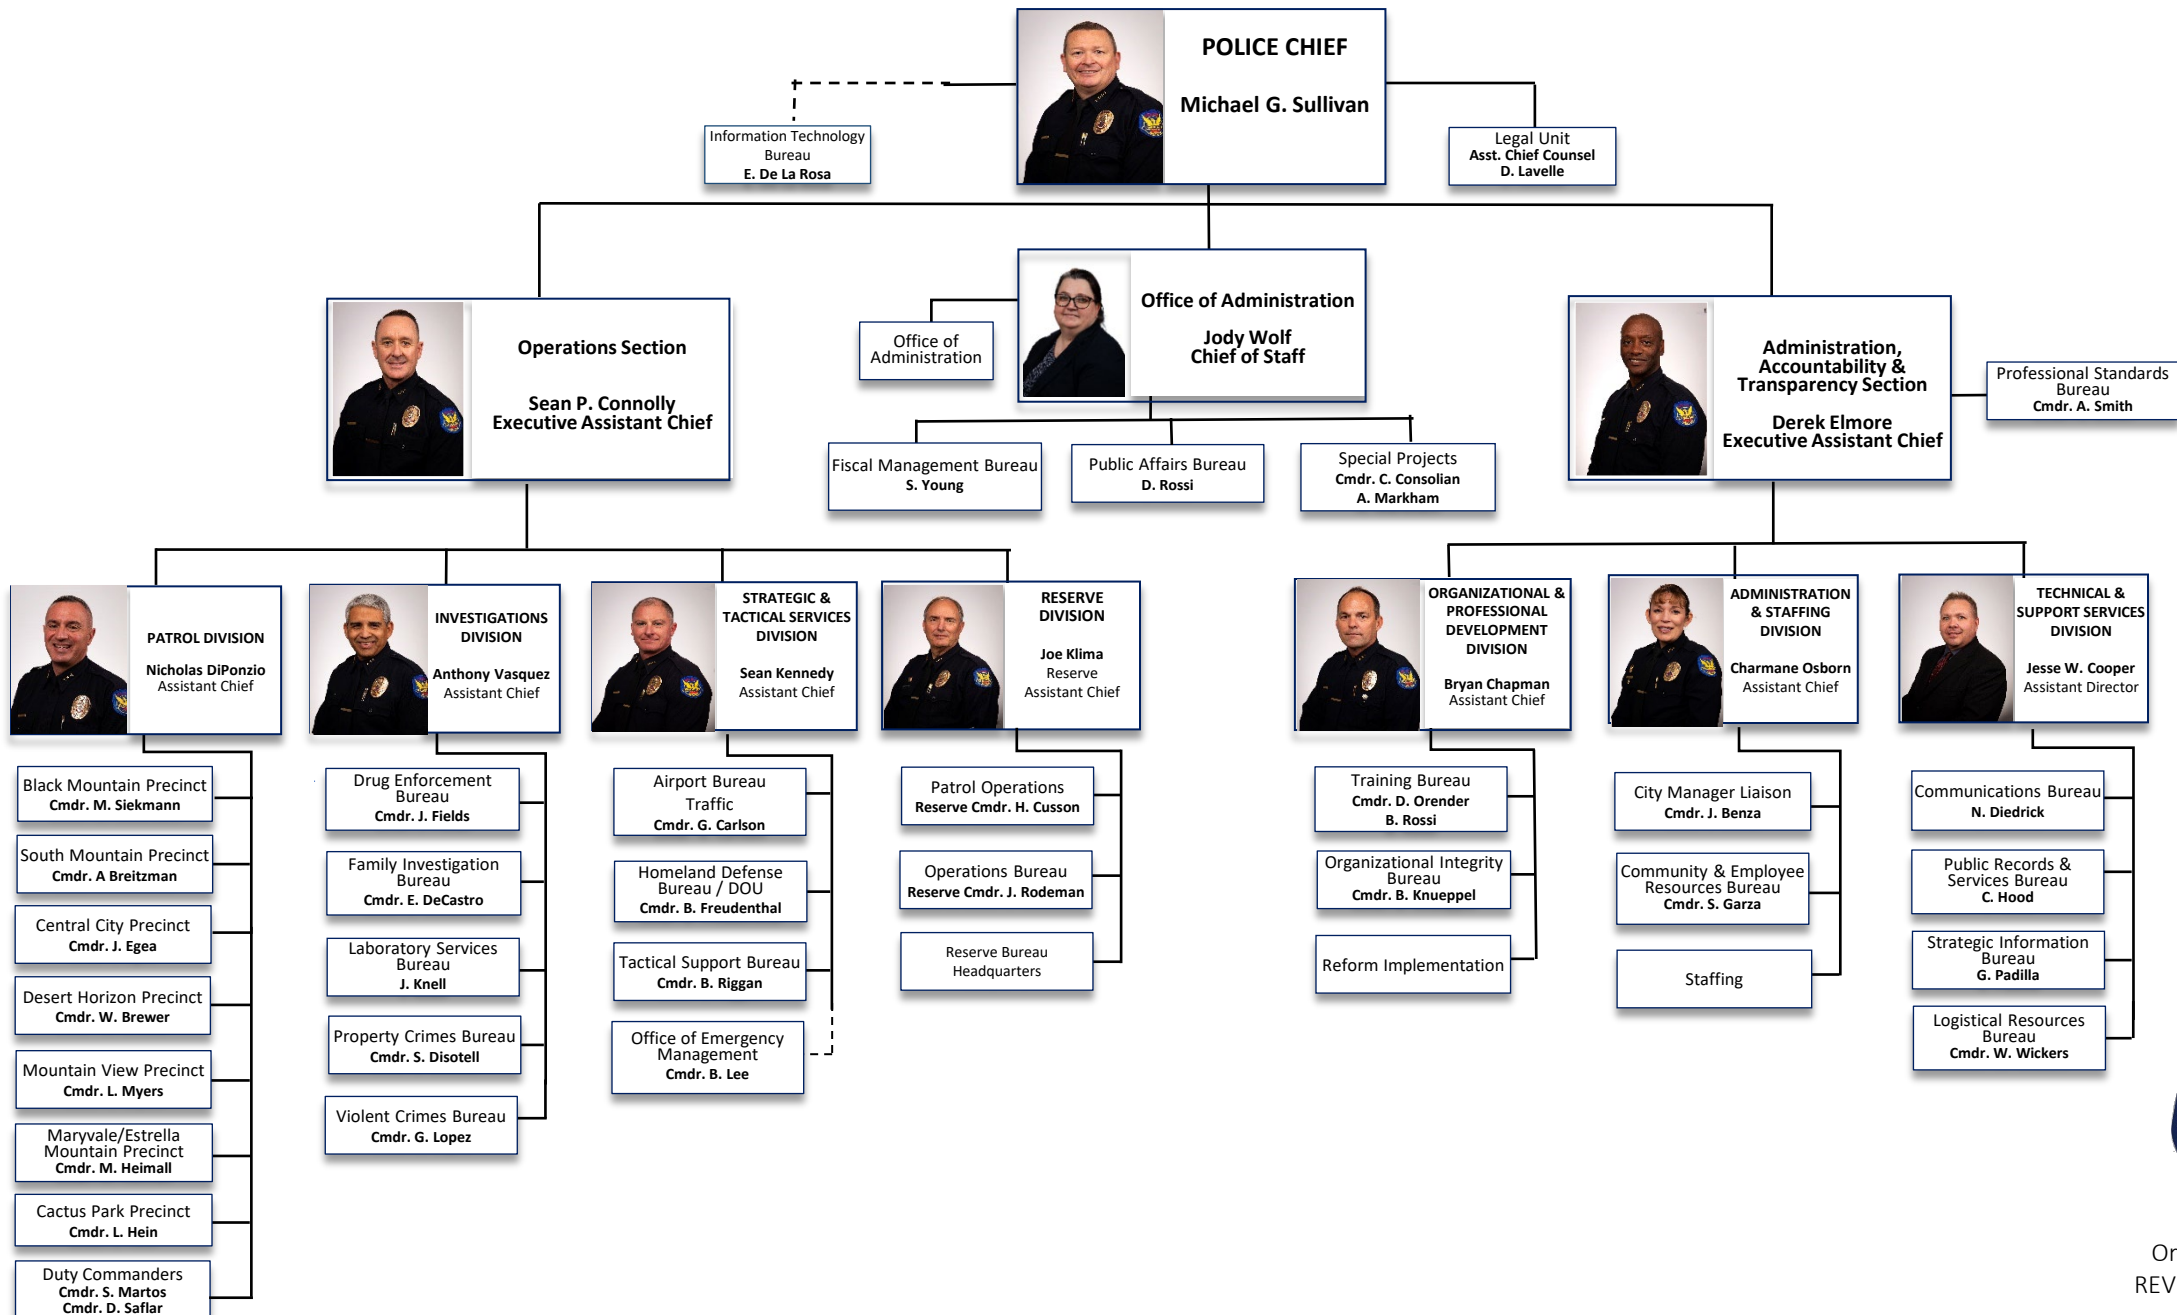 POLICE CHIEF
Michael G. Sullivan
Information Technology
Bureau
E. De La Rosa
Legal Unit
Asst. Chief Counsel
D. Lavelle
Operations Section
Sean P. Connolly
Executive Assistant Chief
Office of Administration
Jody Wolf
Chief of Staff
Office of
Administration
Administration,
Accountability &
Transparency Section
Derek Elmore
Executive Assistant Chief
Professional Standards
Bureau
Cmdr. A. Smith
Fiscal Management Bureau
S. Young
Public Affairs Bureau
D. Rossi
Special Projects
Cmdr. C. Consolian
A. Markham
PATROL DIVISION
Nicholas DiPonzio
Assistant Chief
INVESTIGATIONS
DIVISION
Anthony Vasquez
Assistant Chief
STRATEGIC &
TACTICAL SERVICES
DIVISION
Sean Kennedy
Assistant Chief
RESERVE
DIVISION
Joe Klima
Reserve
Assistant Chief
ORGANIZATIONAL &
PROFESSIONAL
DEVELOPMENT
DIVISION
Bryan Chapman
Assistant Chief
ADMINISTRATION
& STAFFING
DIVISION
Charmane Osborn
Assistant Chief
TECHNICAL &
SUPPORT SERVICES
DIVISION
Jesse W. Cooper
Assistant Director
Black Mountain Precinct
Cmdr. M. Siekmann
South Mountain Precinct
Cmdr. A Breitzman
Central City Precinct
Cmdr. J. Egea
Desert Horizon Precinct
Cmdr. W. Brewer
Mountain View Precinct
Cmdr. L. Myers
Maryvale/Estrella
Mountain Precinct
Cmdr. M. Heimall
Cactus Park Precinct
Cmdr. L. Hein
Duty Commanders
Cmdr. S. Martos
Cmdr. D. Saflar
Drug Enforcement
Bureau
Cmdr. J. Fields
Family Investigation
Bureau
Cmdr. E. DeCastro
Laboratory Services
Bureau
J. Knell
Property Crimes Bureau
Cmdr. S. Disotell
Violent Crimes Bureau
Cmdr. G. Lopez
Airport Bureau
Traffic
Cmdr. G. Carlson
Homeland Defense
Bureau / DOU
Cmdr. B. Freudenthal
Tactical Support Bureau
Cmdr. B. Riggan
Office of Emergency
Management
Cmdr. B. Lee
Patrol Operations
Reserve Cmdr. H. Cusson
Operations Bureau
Reserve Cmdr. J. Rodeman
Reserve Bureau
Headquarters
Training Bureau
Cmdr. D. Orender
B. Rossi
Organizational Integrity
Bureau
Cmdr. B. Knueppel
Reform Implementation
City Manager Liaison
Cmdr. J. Benza
Community & Employee
Resources Bureau
Cmdr. S. Garza
Staffing
Communications Bureau
N. Diedrick
Public Records &
Services Bureau
C. Hood
Strategic Information
Bureau
G. Padilla
Logistical Resources
Bureau
Cmdr. W. Wickers
Or
REV